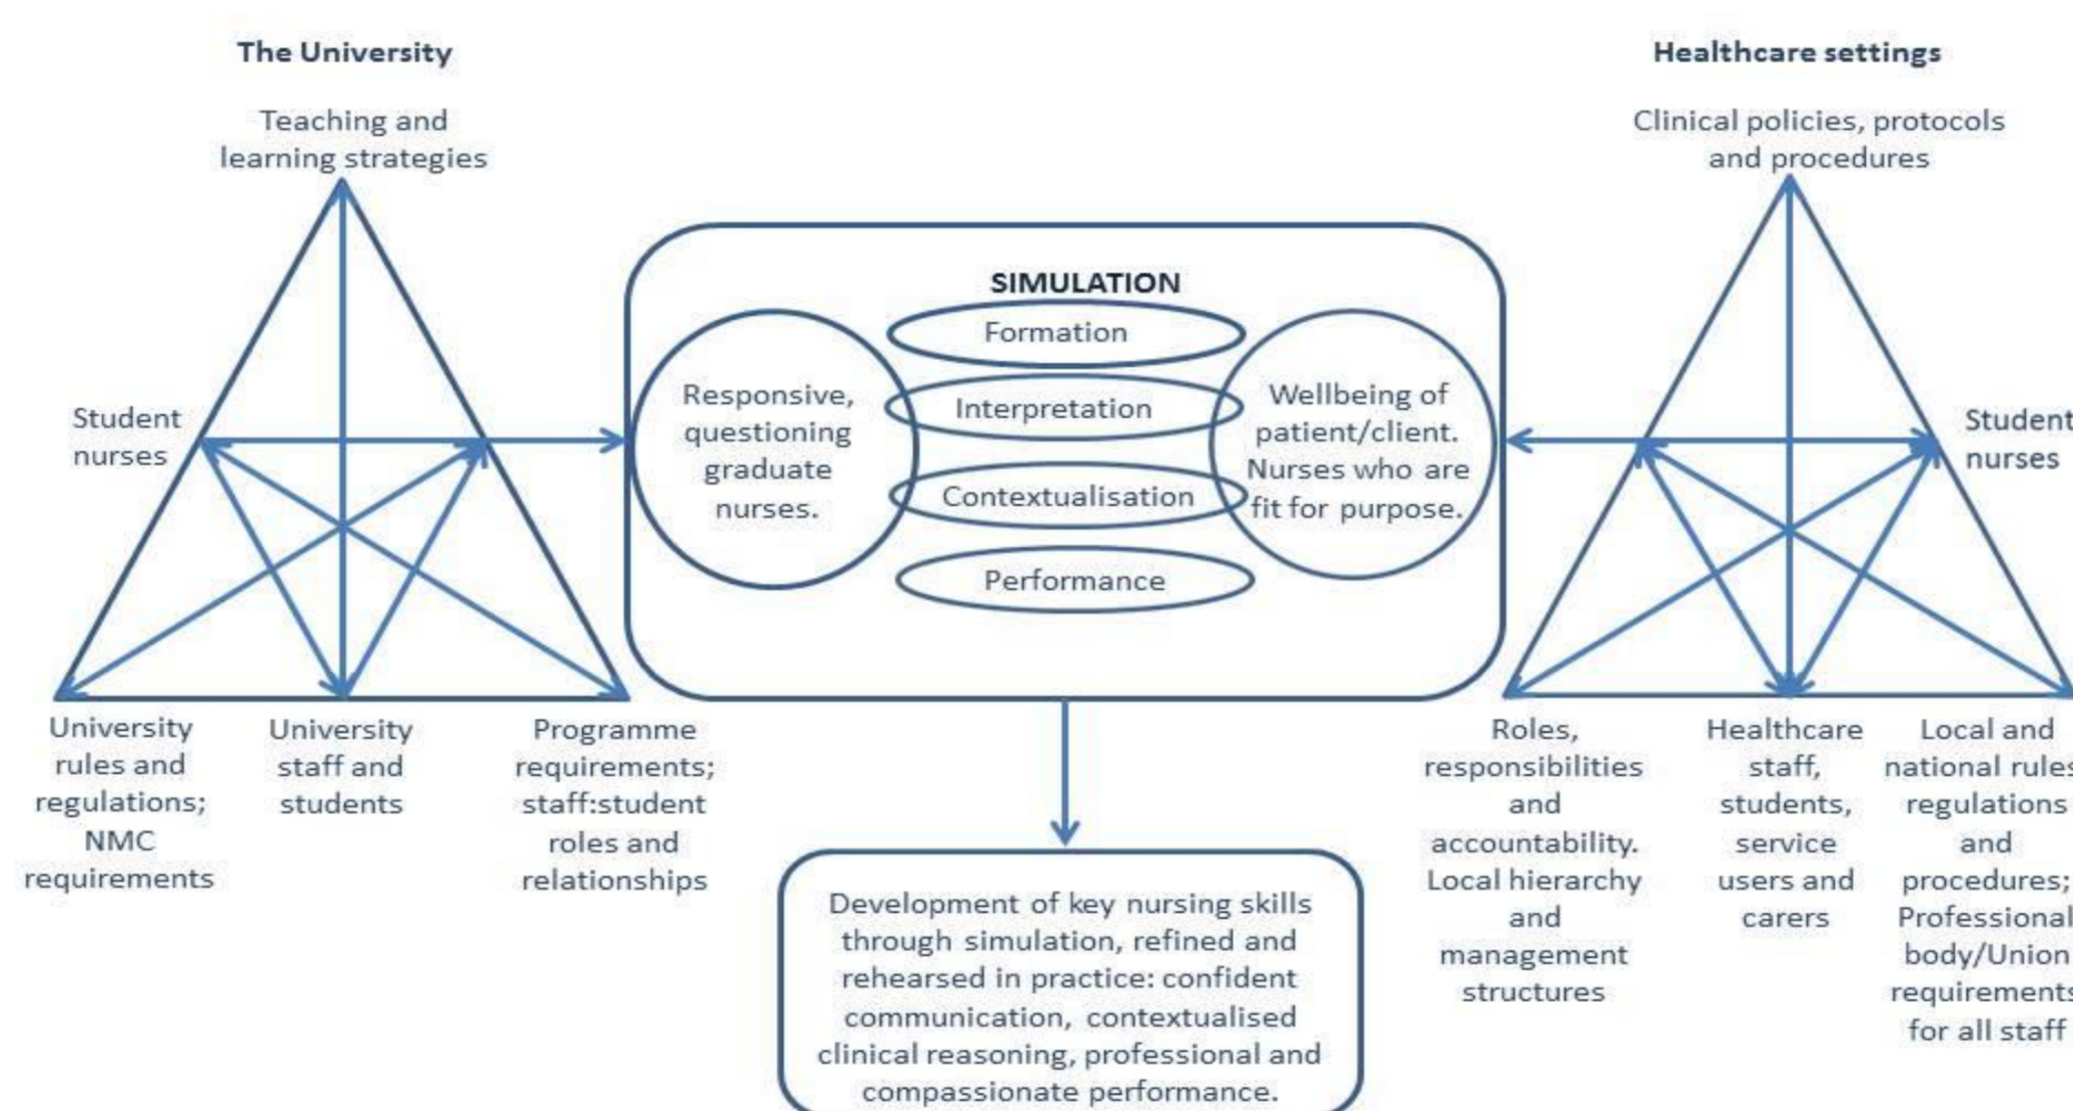 The University
Teaching and
learning strategies
Student
nurses
University
rules and
regulations;
NMC
requirements
University
staff and
students
Programme
requirements;
staff:student
roles and
relationships
SIMULATION
Formation
Interpretation
Contextualisation
Performance
Responsive,
questioning
graduate
nurses.
Wellbeing of
patient/client.
Nurses who are
fit for purpose.
Development of key nursing skills
through simulation, refined and
rehearsed in practice: confident
communication, contextualised
clinical reasoning, professional and
compassionate performance.
Healthcare settings
Clinical policies, protocols
and procedures
Student
nurses
Roles,
responsibilities
and
accountability.
Local hierarchy
and
management
structures
Healthcare
staff,
students,
service
users and
carers
Local and
national rules
regulations
and
procedures;
Professional
body/Union
requirements
for all staff